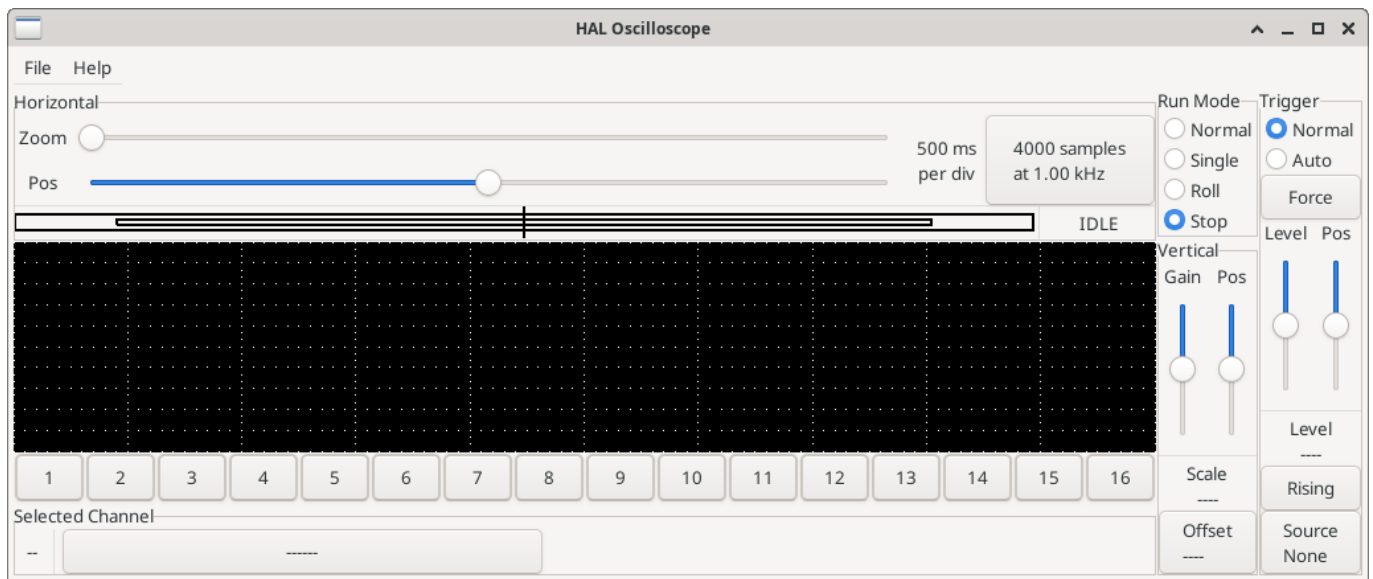 HAL Oscilloscope
File Help
Horizontal
Zoom
Pos
500 ms
per div
4000 samples
at 1.00 kHz
IDLE
Run Mode
Normal
Single
Roll
Stop
Trigger
Normal
Auto
Force
Level Pos
Level
----
Rising
Source
None
Vertical
Gain Pos
Scale
----
Offset
----
1 2 3 4 5 6 7 8 9 10 11 12 13 14 15 16
Selected Channel
-- ------